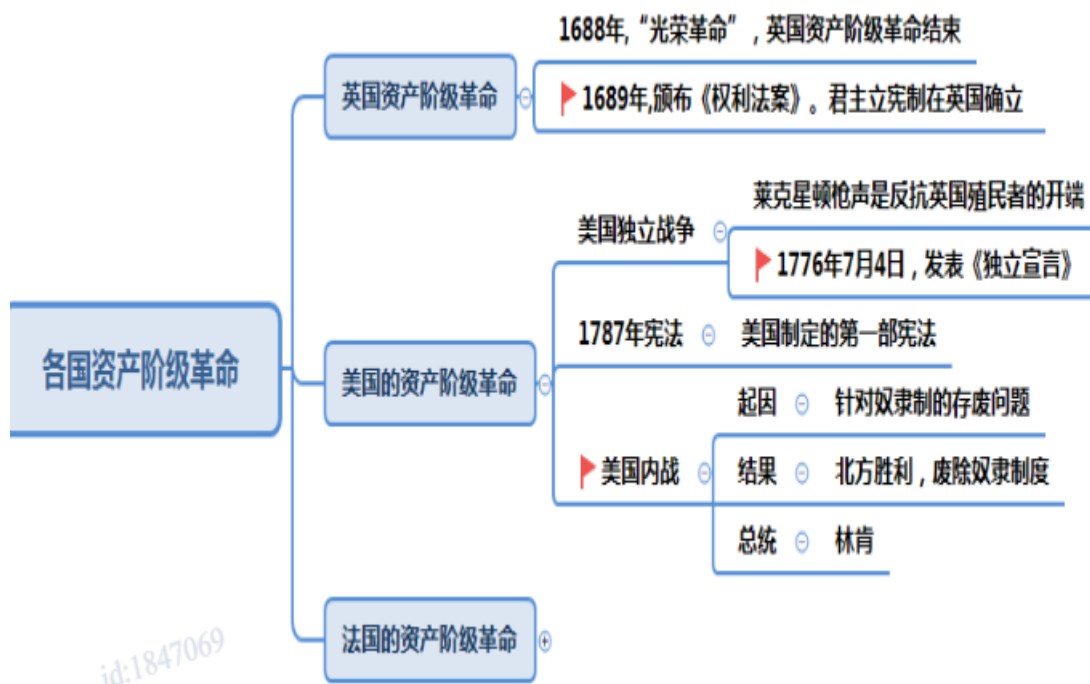 1688年，“光荣革命”，英国资产阶级革命结束
英国资产阶级革命
1689年,颁布《权利法案》。君主立宪制在英国确立
莱克星顿枪声是反抗英国殖民者的开端
美国独立战争
1776年7月4日，发表《独立宣言》
1787年宪法
美国制定的第一部宪法
各国资产阶级革命
美国的资产阶级革命
起因
针对奴隶制的存废问题
美国内战
结果
北方胜利，废除奴隶制度
总统
林肯
法国的资产阶级革命
id:1847069